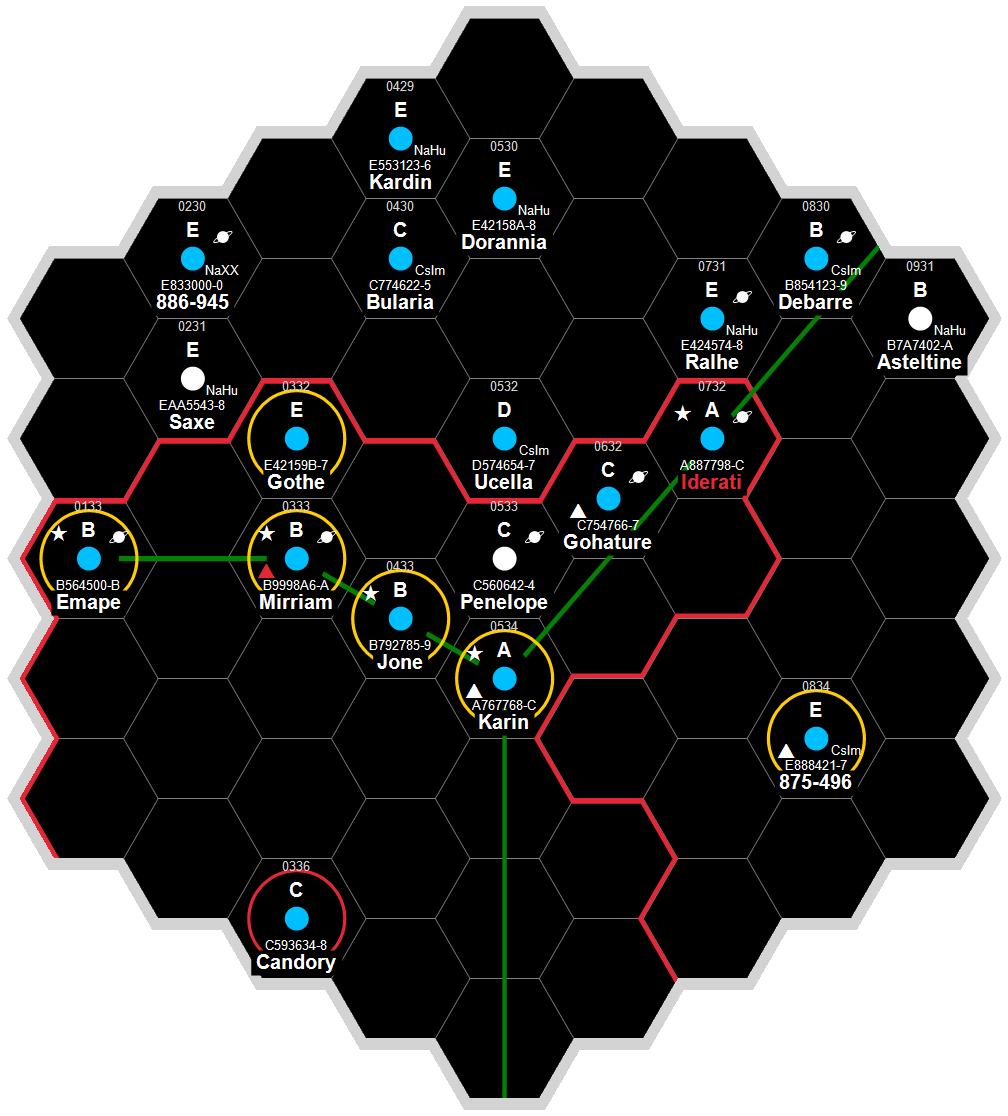 0429
E
NaHu
E553123-6
Kardin
0530
E
NaHu
E42158A-8
Dorannia
0230
E
NaXX
E833000-0
886-945
0430
C
CsIm
C774622-5
Bularia
0830
B
CsIm
B854123-9
Debarre
0731
E
NaHu
E424574-8
Ralhe
0931
B
NaHu
B7A7402-A
Asteltine
0231
E
NaHu
EAA5543-8
Saxe
0332
E
E42159B-7
Gothe
0532
D
CsIm
D574654-7
Ucella
0732
A
A887798-C
Iderati
0632
C
C754766-7
Gohature
0133
B
B564500-B
Emape
0333
B
B9998A6-A
Mirriam
0533
C
C560642-4
Penelope
0433
B
B792785-9
Jone
0534
A
A767768-C
Karin
0834
E
CsIm
E888421-7
875-496
0336
C
C593634-8
Candory